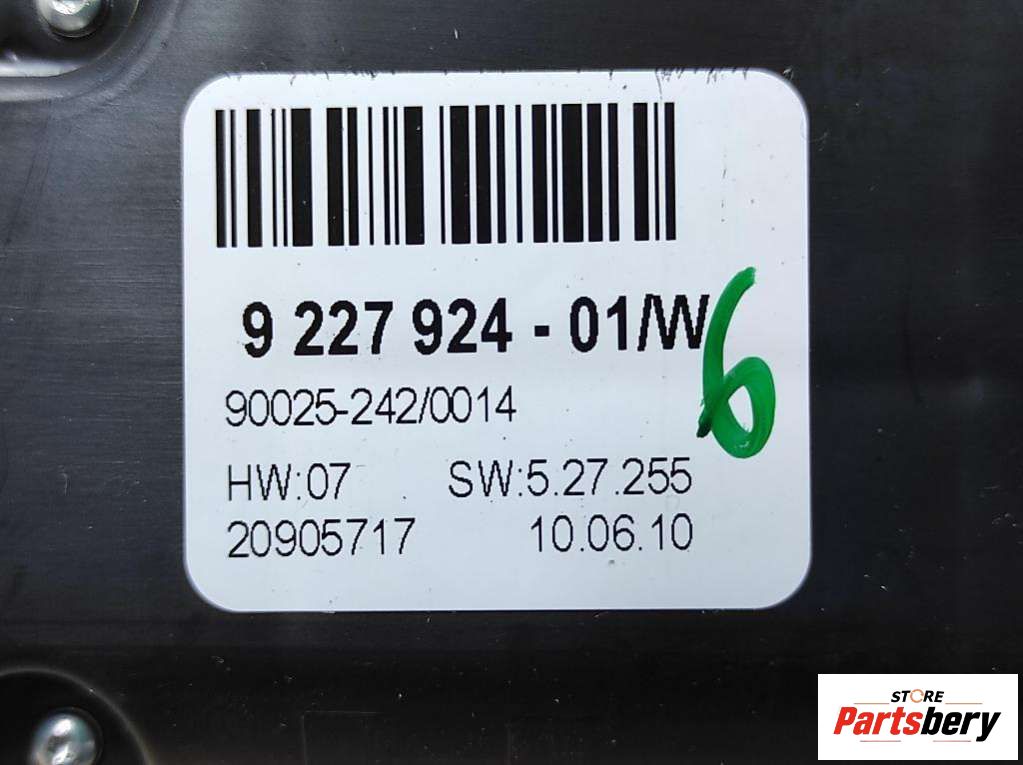 9 227 924 - 01/W
6
90025-242/0014
HW:07 SW:5.27.255
20905717 10.06.10
STORE
Partsbery